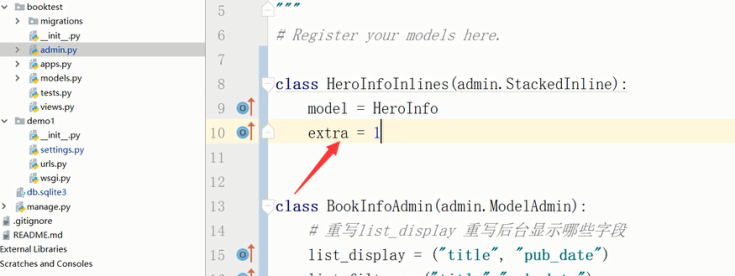 booktest
migrations
__init__.py
admin.py
apps.py
models.py
tests.py
views.py
demo1
__init__.py
settings.py
urls.py
wsgi.py
db.sqlite3
manage.py
.gitignore
README.md
External Libraries
Scratches and Consoles
5 """
6 # Register your models here.
7
8 class HeroInfoInlines(admin.StackedInline):
9 model = HeroInfo
10 extra = 1
11
12
13 class BookInfoAdmin(admin.ModelAdmin):
14 # 重写list_display 重写后台显示哪些字段
15 list_display = ("title", "pub_date")